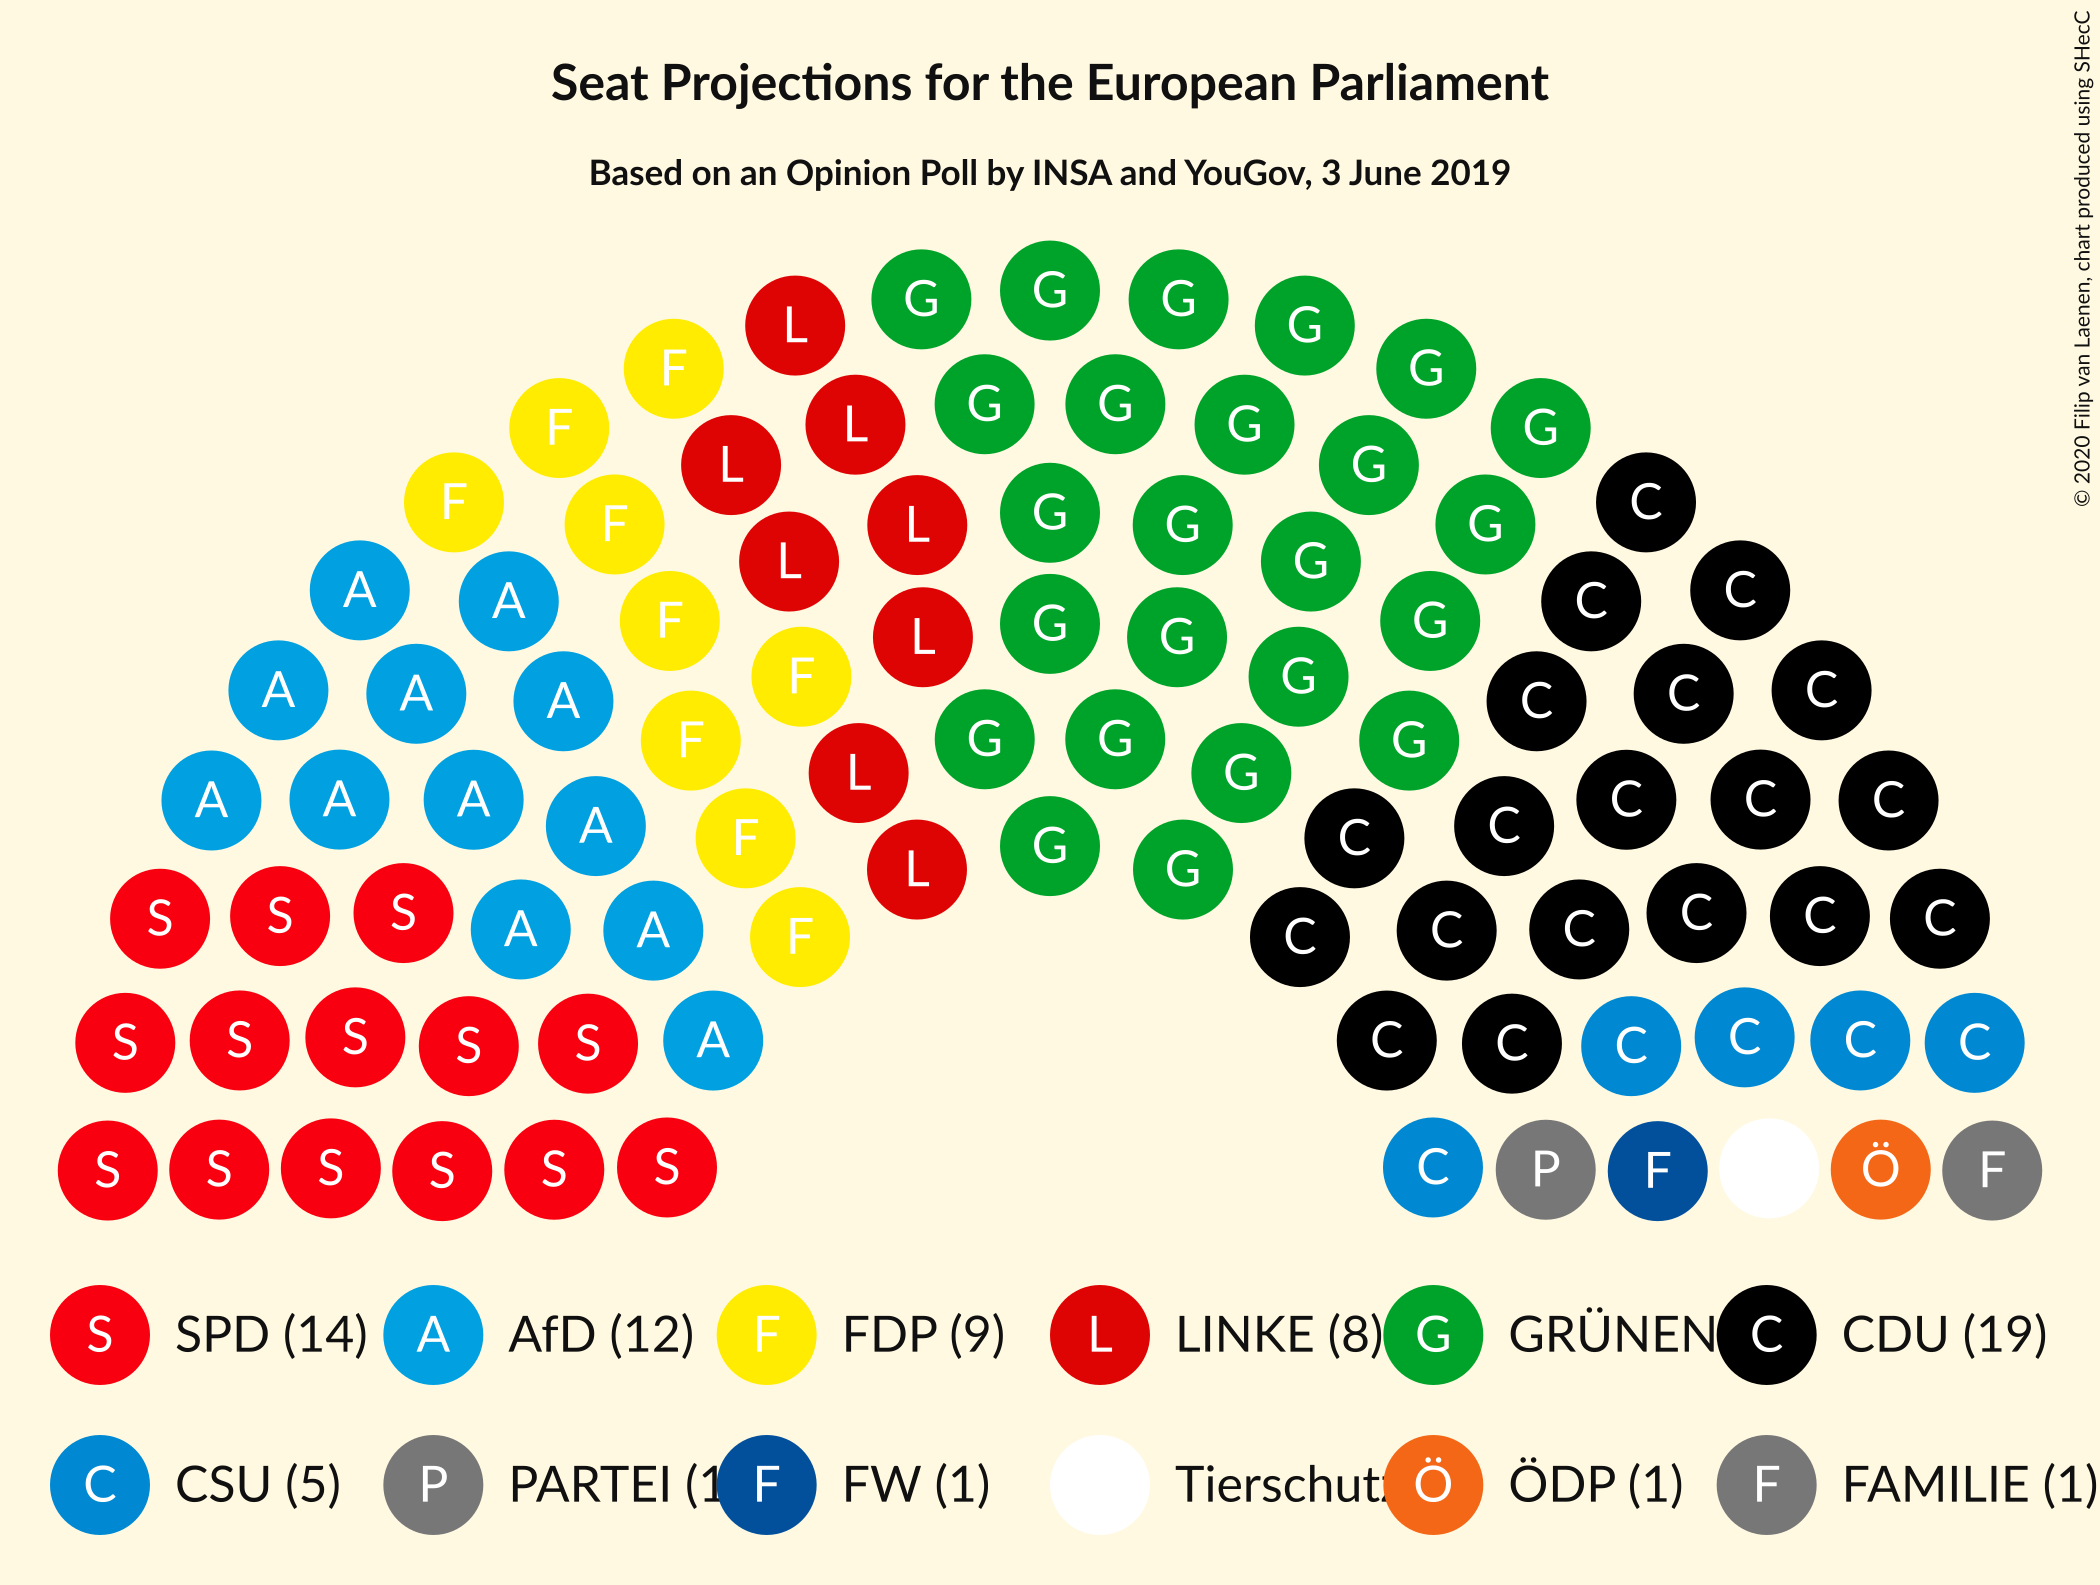 Seat Projections for the European Parliament
Based on an Opinion Poll by INSA and YouGov, 3 June 2019
© 2020 Filip van Laenen, chart produced using SHecC
G G G
L G
F G
F L G G G
F L G G
F L G C
L G G
A A F L G G C C
F L G G G
A A A F G C C C
F L G G G G
A A A A F L G G C C C C C
F G G C
S S S A A F C C C C C C
S S S S S A C C C C C C
S S S S S S C P F Ö F
S SPD (14) A AfD (12) F FDP (9) L LINKE (8) G GRÜNEN C CDU (19)
C CSU (5) P PARTEI (1 F FW (1) Tierschutz Ö ÖDP (1) F FAMILIE (1)